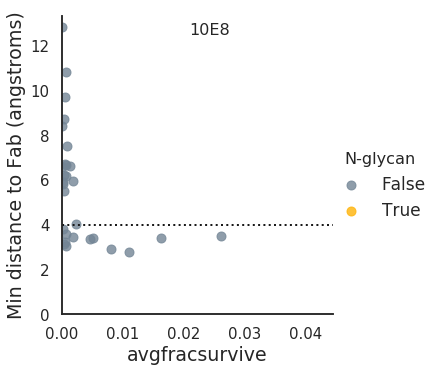 10E8
Min distance to Fab (angstroms)
12
10
8
6
4
2
0
0.00 0.01 0.02 0.03 0.04
avgfracsurvive
N-glycan
False
True